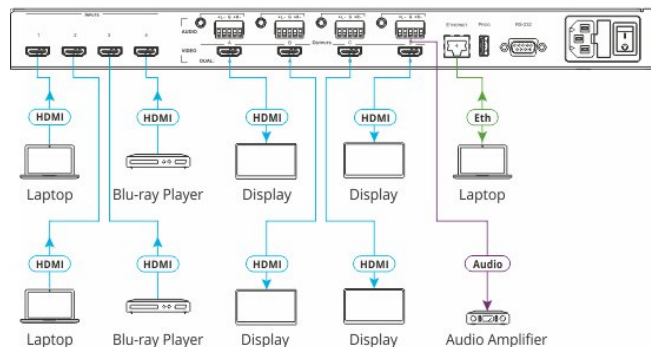 INPUTS
1 2 3 4
AUDIO
+L- G +R- +L- G +R- +L- G +R- +L- G +R-
VIDEO
A B OUTPUTS C D
DUAL:
A B
ETHERNET PROG RS-232
HDMI HDMI HDMI HDMI Eth
Laptop Blu-ray Player Display Display Laptop
HDMI HDMI HDMI HDMI Audio
Laptop Blu-ray Player Display Display Audio Amplifier